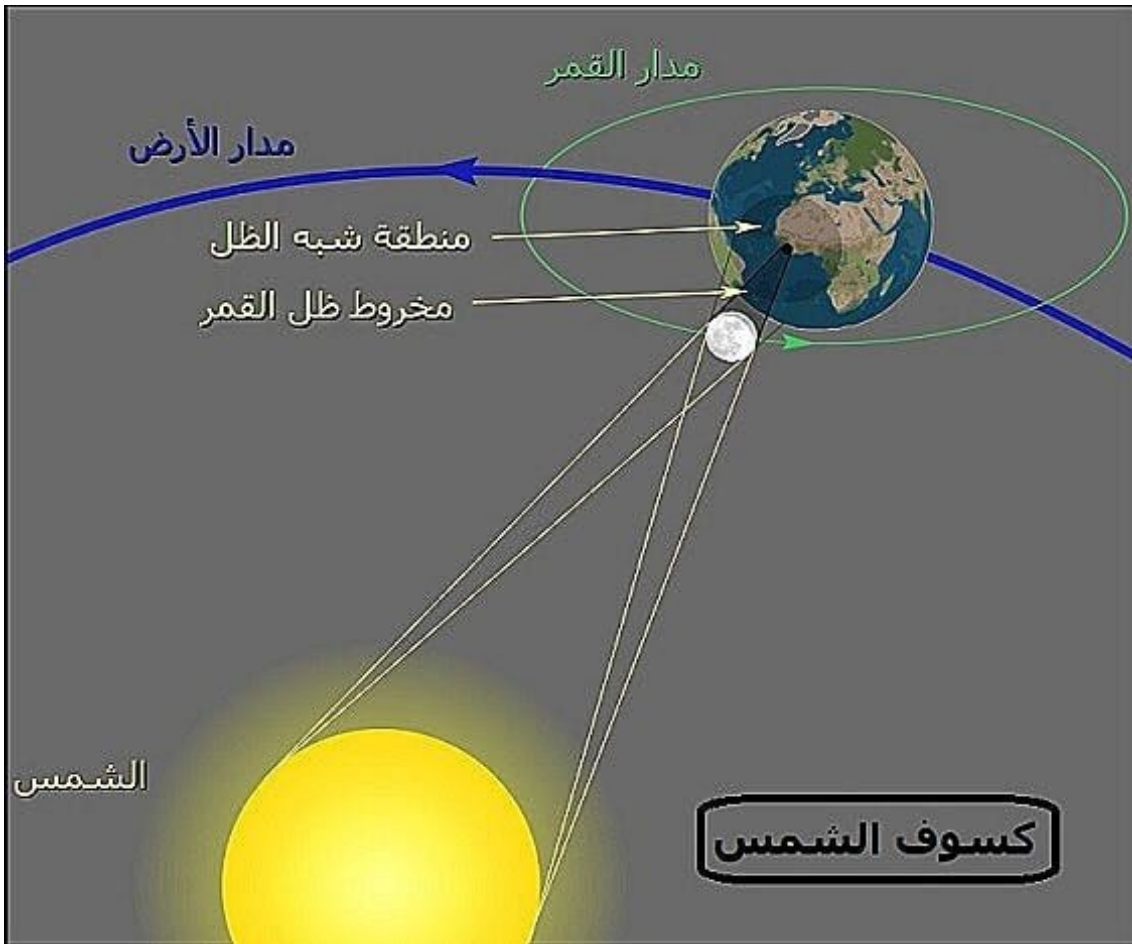 مدار القمر
مدار الأرض
منطقة شبه الظل
مخروط ظل القمر
الشمس
كسوف الشمس